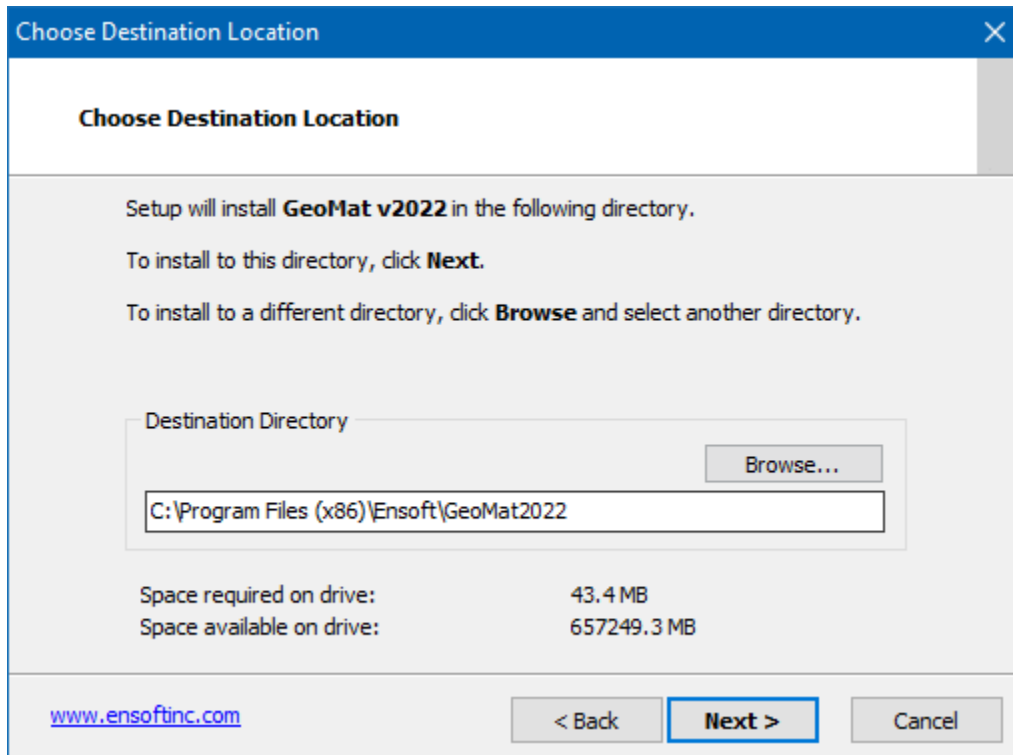 Choose Destination Location
Choose Destination Location
Setup will install GeoMat v2022 in the following directory.
To install to this directory, click Next.
To install to a different directory, click Browse and select another directory.
Destination Directory
Browse...
C:\Program Files (x86)\Ensoft\GeoMat2022
Space required on drive: 43.4 MB
Space available on drive: 657249.3 MB
www.ensoftinc.com < Back Next > Cancel